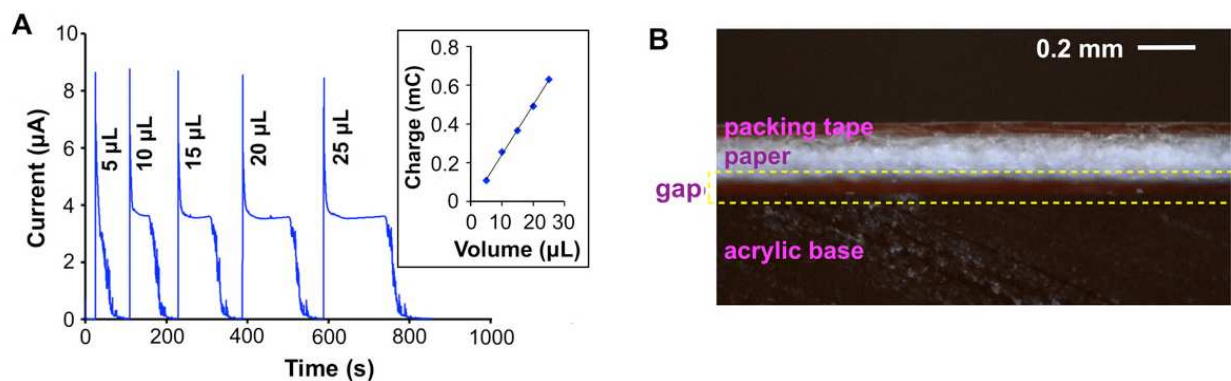 A
Current (µA)
10
8
6
4
2
0
5 µL
10 µL
15 µL
20 µL
25 µL
0 200 400 600 800 1000
Time (s)
Charge (mC)
0.8
0.6
0.4
0.2
0
0 10 20 30
Volume (µL)
B
0.2 mm
packing tape
paper
gap
acrylic base